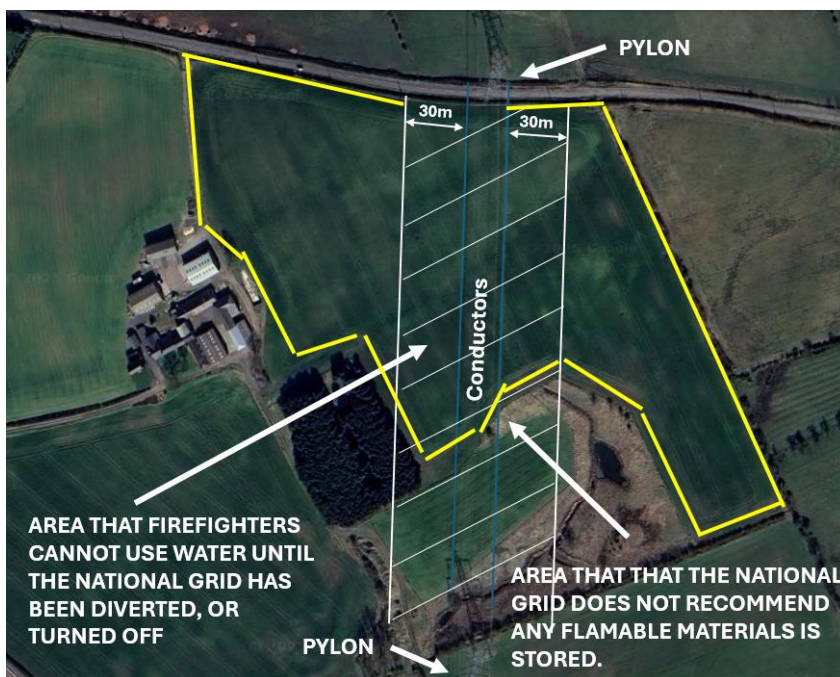 PYLON
30m
30m
Conductors
AREA THAT FIREFIGHTERS
CANNOT USE WATER UNTIL
THE NATIONAL GRID HAS
BEEN DIVERTED, OR
TURNED OFF
AREA THAT THAT THE NATIONAL
GRID DOES NOT RECOMMEND
ANY FLAMABLE MATERIALS IS
STORED.
PYLON